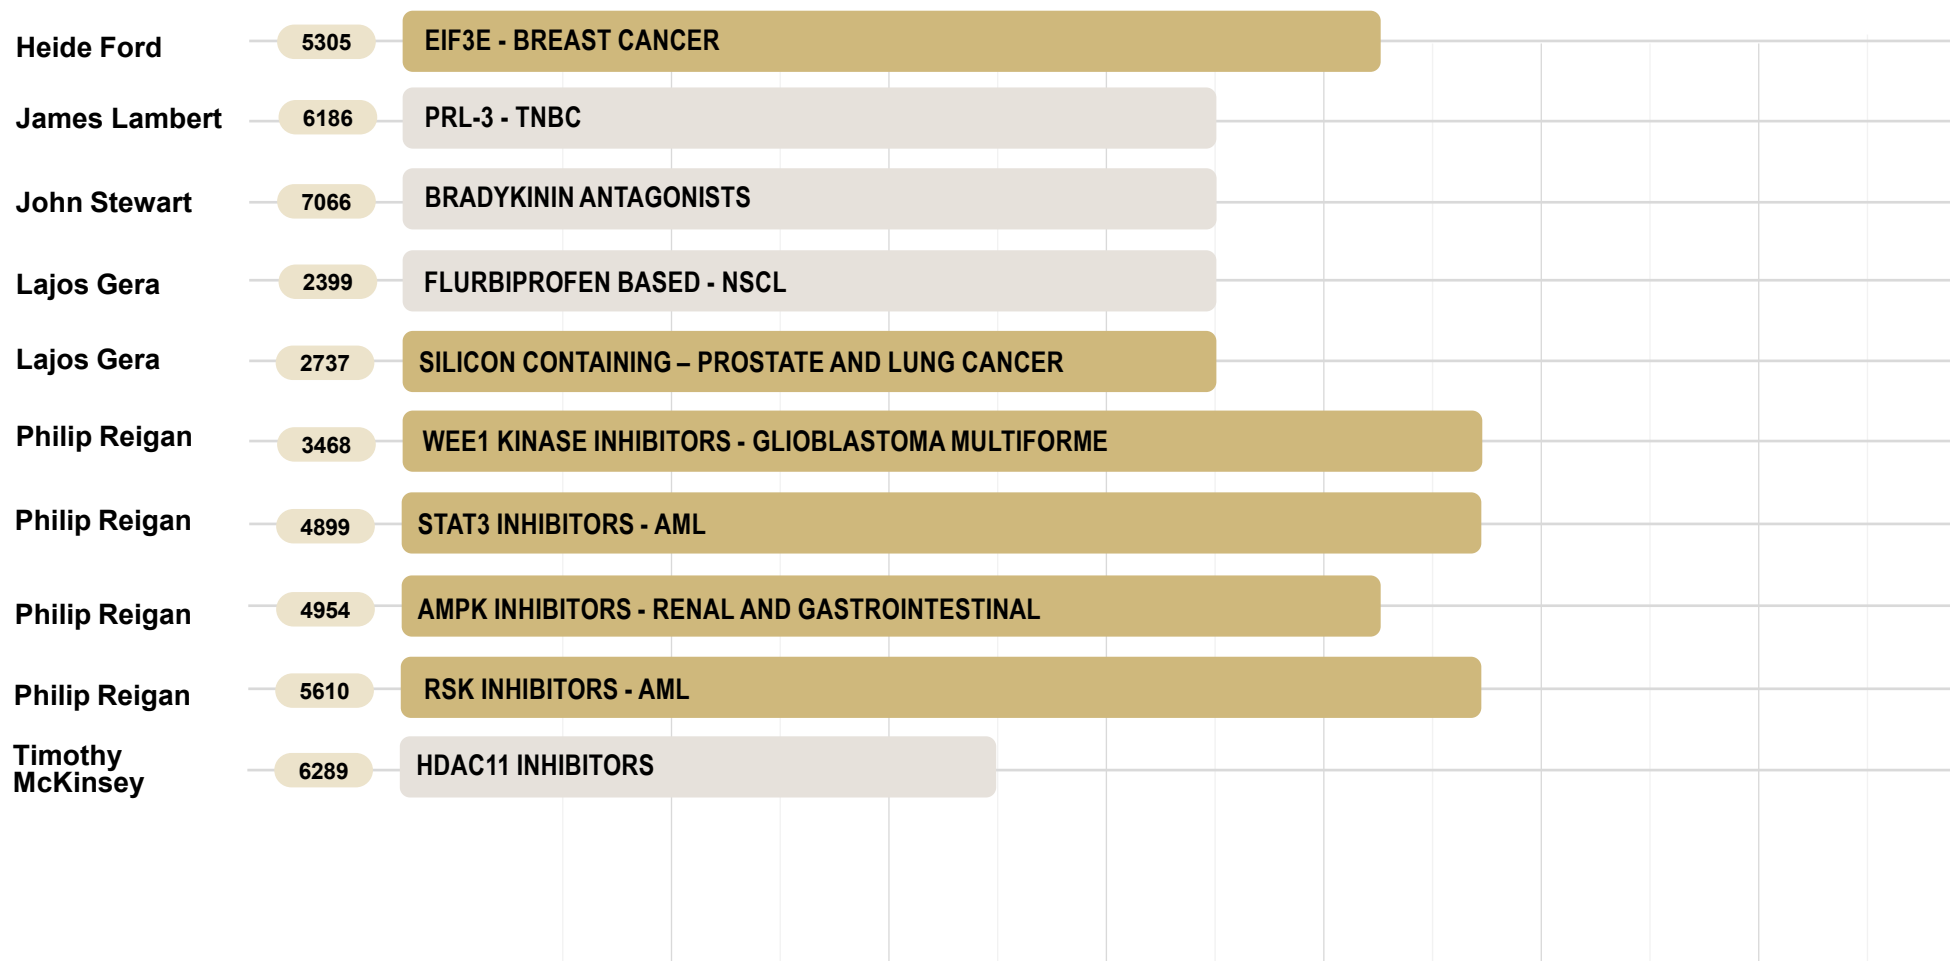 Heide Ford 5305 EIF3E - BREAST CANCER
James Lambert 6186 PRL-3 - TNBC
John Stewart 7066 BRADYKININ ANTAGONISTS
Lajos Gera 2399 FLURBIPROFEN BASED - NSCL
Lajos Gera 2737 SILICON CONTAINING – PROSTATE AND LUNG CANCER
Philip Reigan 3468 WEE1 KINASE INHIBITORS - GLIOBLASTOMA MULTIFORME
Philip Reigan 4899 STAT3 INHIBITORS - AML
Philip Reigan 4954 AMPK INHIBITORS - RENAL AND GASTROINTESTINAL
Philip Reigan 5610 RSK INHIBITORS - AML
Timothy
McKinsey 6289 HDAC11 INHIBITORS